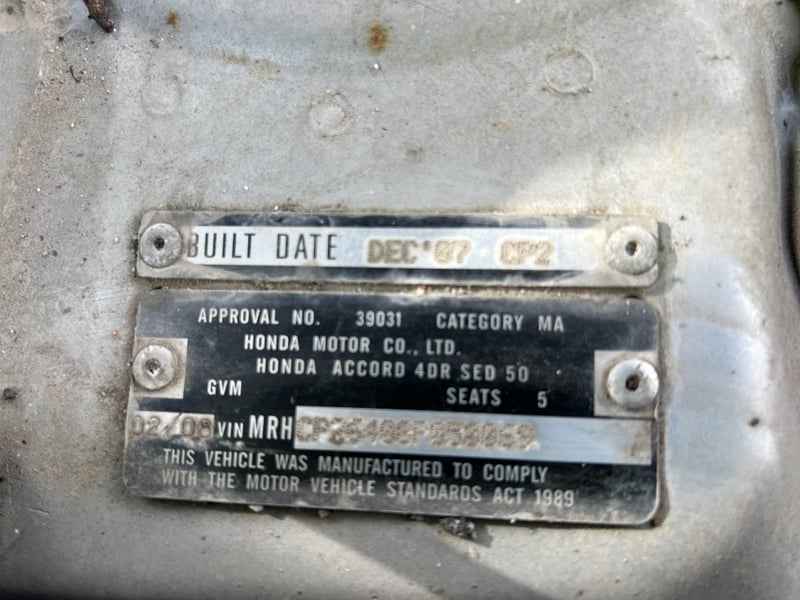 BUILT DATE DEC'07 CP2
APPROVAL NO. 39031 CATEGORY MA
HONDA MOTOR CO., LTD.
HONDA ACCORD 4DR SED 50
GVM SEATS 5
02/08 VIN MRH
THIS VEHICLE WAS MANUFACTURED TO COMPLY
WITH THE MOTOR VEHICLE STANDARDS ACT 1989